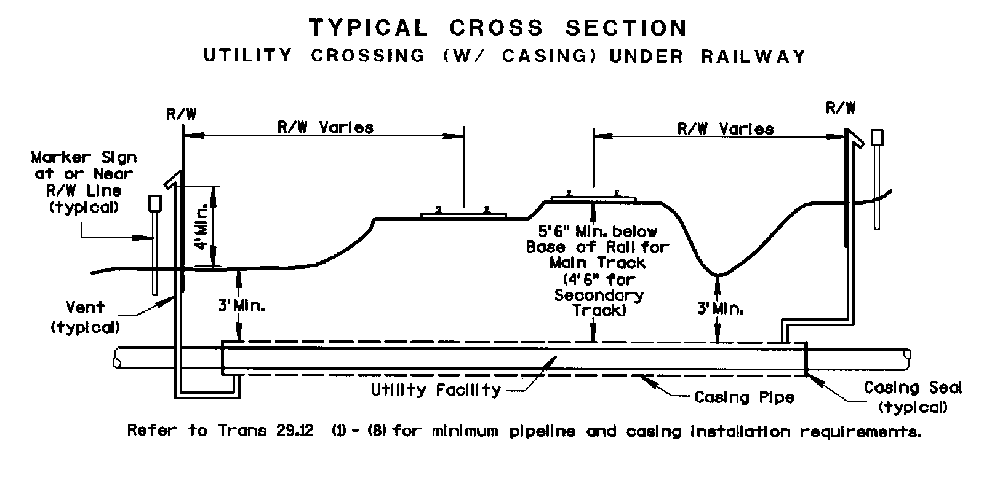 TYPICAL CROSS SECTION
UTILITY CROSSING (W/ CASING) UNDER RAILWAY
R/W
R/W
R/W Varies
R/W Varies
Marker Sign
at or Near
R/W Line
(typical)
4' Min.
5'6" Min. below
Base of Rail for
Main Track
(4'6" for
Secondary
Track)
Vent
(typical)
3' Min.
3' Min.
Utility Facility
Casing Pipe
Casing Seal
(typical)
Refer to Trans 29.12 (1) - (8) for minimum pipeline and casing installation requirements.